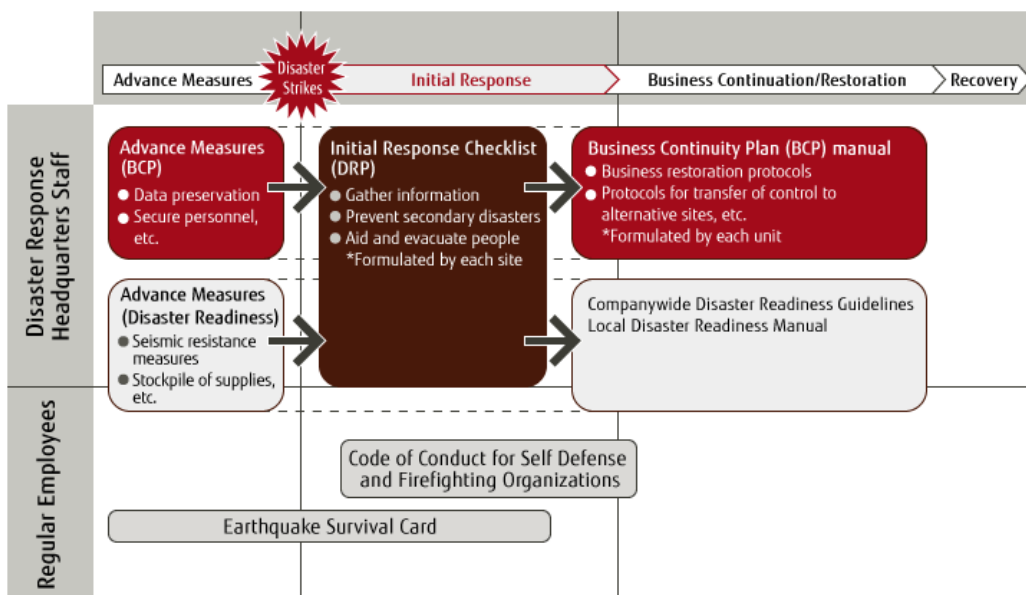 Advance Measures
Disaster
Strikes
Initial Response
Business Continuation/Restoration
Recovery
Disaster Response
Headquarters Staff
Advance Measures
(BCP)
● Data preservation
● Secure personnel,
etc.
Initial Response Checklist
(DRP)
● Gather information
● Prevent secondary disasters
● Aid and evacuate people
*Formulated by each site
Business Continuity Plan (BCP) manual
● Business restoration protocols
● Protocols for transfer of control to
alternative sites, etc.
*Formulated by each unit
Advance Measures
(Disaster Readiness)
● Seismic resistance
measures
● Stockpile of supplies,
etc.
Companywide Disaster Readiness Guidelines
Local Disaster Readiness Manual
Regular Employees
Code of Conduct for Self Defense
and Firefighting Organizations
Earthquake Survival Card